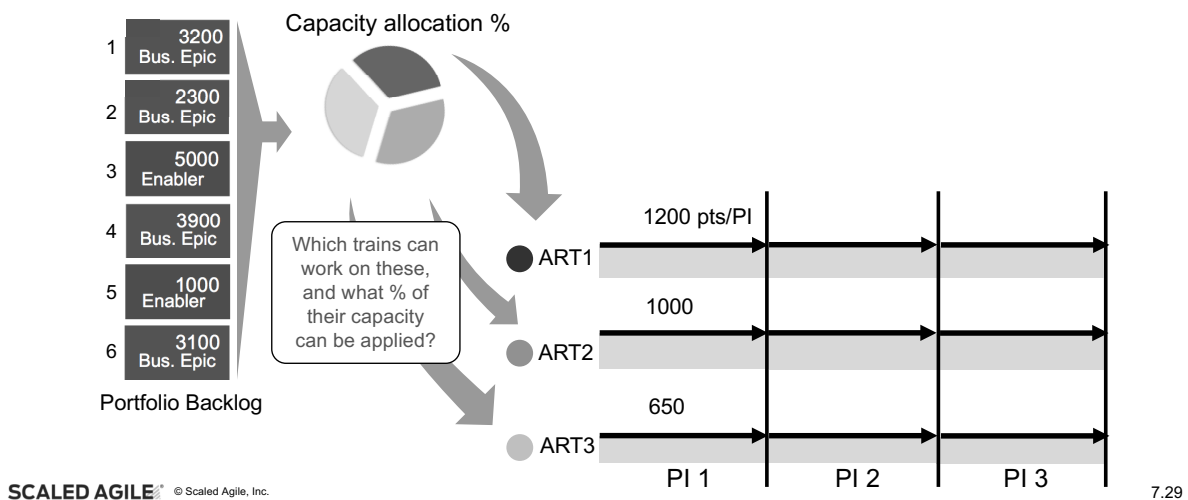 Capacity allocation %
1
3200
Bus. Epic
2
2300
Bus. Epic
3
5000
Enabler
4
3900
Bus. Epic
5
1000
Enabler
6
3100
Bus. Epic
Portfolio Backlog
Which trains can
work on these,
and what % of
their capacity
can be applied?
1200 pts/PI
ART1
1000
ART2
650
ART3
PI 1
PI 2
PI 3
SCALED AGILE © Scaled Agile, Inc.
7.29